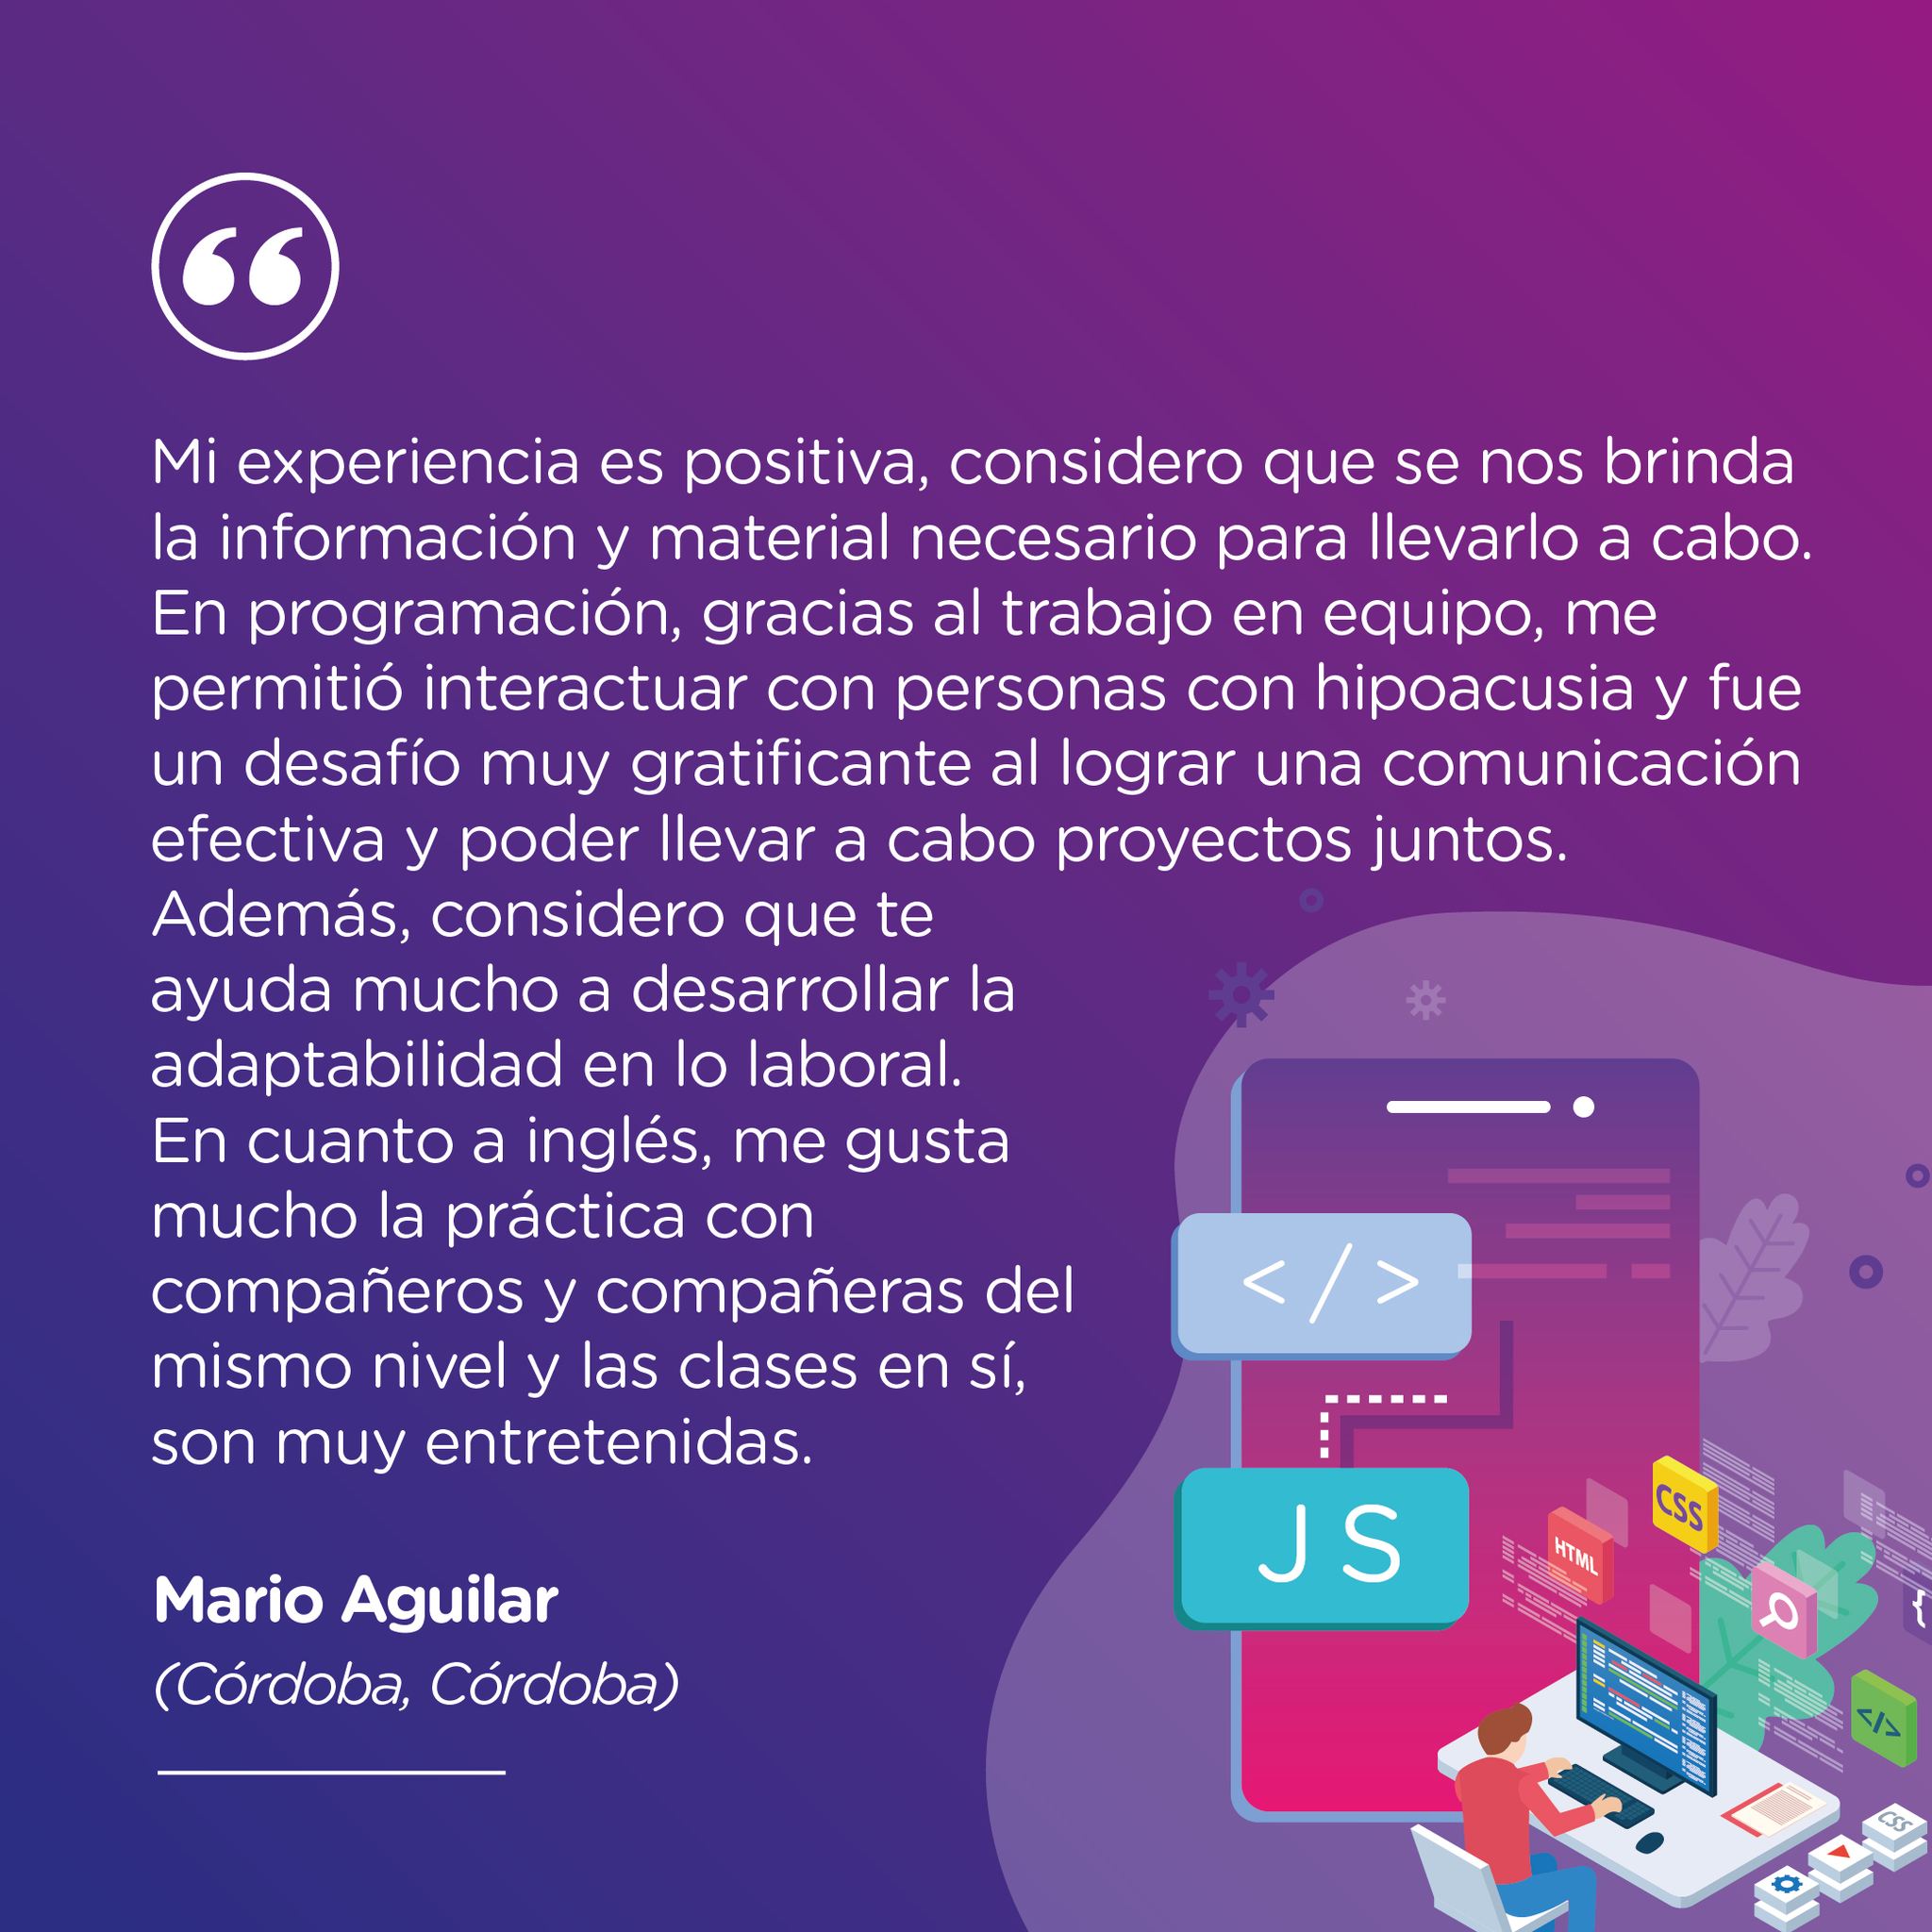 “
Mi experiencia es positiva, considero que se nos brinda
la información y material necesario para llevarlo a cabo.
En programación, gracias al trabajo en equipo, me
permitió interactuar con personas con hipoacusia y fue
un desafío muy gratificante al lograr una comunicación
efectiva y poder llevar a cabo proyectos juntos.
Además, considero que te
ayuda mucho a desarrollar la
adaptabilidad en lo laboral.
En cuanto a inglés, me gusta
mucho la práctica con
compañeros y compañeras del
mismo nivel y las clases en sí,
son muy entretenidas.
Mario Aguilar
(Córdoba, Córdoba)
</>
JS
CSS
HTML
{
</>
CSS